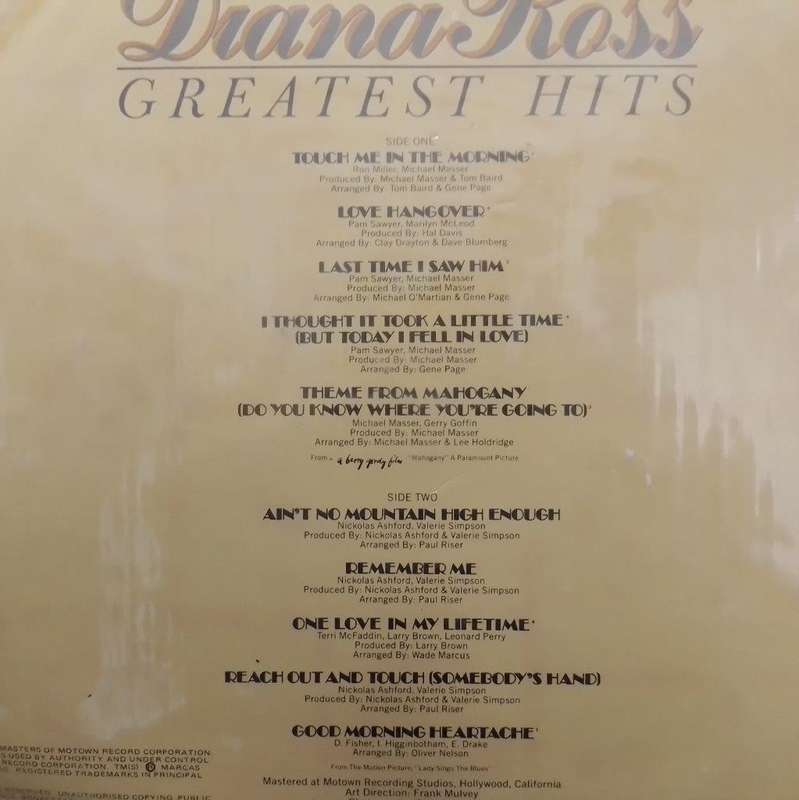 Diana Ross
GREATEST HITS
SIDE ONE
TOUCH ME IN THE MORNING*
Ron Miller, Michael Masser
Produced By: Michael Masser & Tom Baird
Arranged By: Tom Baird & Gene Page
LOVE HANGOVER*
Pam Sawyer, Marilyn McLeod
Produced By: Hal Davis
Arranged By: Clay Drayton & Dave Blumberg
LAST TIME I SAW HIM*
Pam Sawyer, Michael Masser
Produced By: Michael Masser
Arranged By: Michael O'Martian & Gene Page
I THOUGHT IT TOOK A LITTLE TIME*
(BUT TODAY I FELL IN LOVE)
Pam Sawyer, Michael Masser
Produced By: Michael Masser
Arranged By: Gene Page
THEME FROM MAHOGANY
(DO YOU KNOW WHERE YOU'RE GOING TO)*
Michael Masser, Gerry Goffin
Produced By: Michael Masser
Arranged By: Michael Masser & Lee Holdridge
From a berry gordy film "Mahogany" A Paramount Picture
SIDE TWO
AIN'T NO MOUNTAIN HIGH ENOUGH
Nickolas Ashford, Valerie Simpson
Produced By: Nickolas Ashford & Valerie Simpson
Arranged By: Paul Riser
REMEMBER ME
Nickolas Ashford, Valerie Simpson
Produced By: Nickolas Ashford & Valerie Simpson
Arranged By: Paul Riser
ONE LOVE IN MY LIFETIME*
Terri McFaddin, Larry Brown, Leonard Perry
Produced By: Larry Brown
Arranged By: Wade Marcus
REACH OUT AND TOUCH (SOMEBODY'S HAND)
Nickolas Ashford, Valerie Simpson
Produced By: Nickolas Ashford & Valerie Simpson
Arranged By: Paul Riser
GOOD MORNING HEARTACHE*
D. Fisher, I. Higginbotham, E. Drake
Arranged By: Oliver Nelson
From The Motion Picture, "Lady Sings The Blues"
Mastered at Motown Recording Studios, Hollywood, California
Art Direction: Frank Mulvey
MASTERS OF MOTOWN RECORD CORPORATION
USED BY AUTHORITY AND UNDER CONTROL
RECORD CORPORATION. TM(S) ℗ MARCAS
REGISTERED TRADEMARKS IN PRINCIPAL
UNAUTHORISED COPYING, PUBLIC